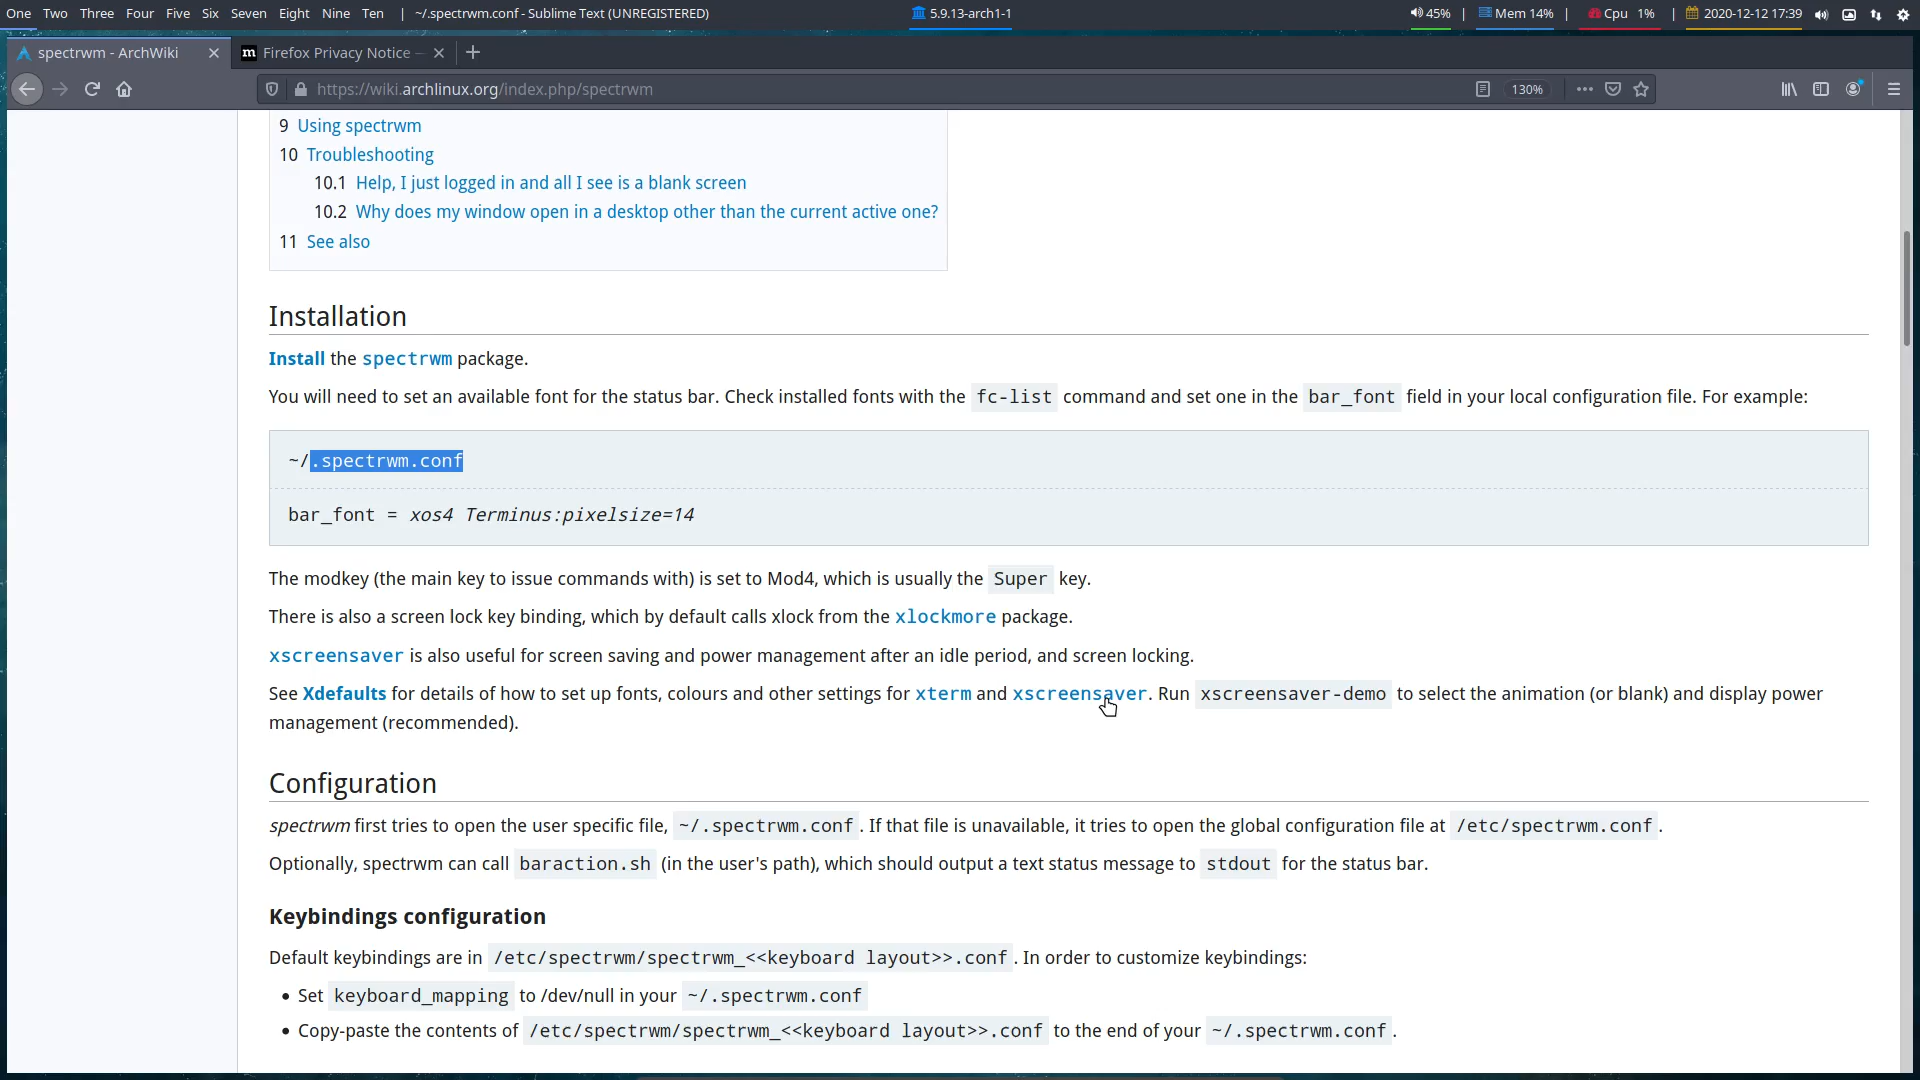 One Two Three Four Five Six Seven Eight Nine Ten | ~/.spectrwm.conf - Sublime Text (UNREGISTERED) 5.9.13-arch1-1 45% | Mem 14% | Cpu 1% | 2020-12-12 17:39
spectrwm - ArchWiki m Firefox Privacy Notice —
https://wiki.archlinux.org/index.php/spectrwm 130%
9 Using spectrwm
10 Troubleshooting
10.1 Help, I just logged in and all I see is a blank screen
10.2 Why does my window open in a desktop other than the current active one?
11 See also
Installation
Install the spectrwm package.
You will need to set an available font for the status bar. Check installed fonts with the fc-list command and set one in the bar_font field in your local configuration file. For example:
~/.spectrwm.conf
bar_font = xos4 Terminus:pixelsize=14
The modkey (the main key to issue commands with) is set to Mod4, which is usually the Super key.
There is also a screen lock key binding, which by default calls xlock from the xlockmore package.
xscreensaver is also useful for screen saving and power management after an idle period, and screen locking.
See Xdefaults for details of how to set up fonts, colours and other settings for xterm and xscreensaver. Run xscreensaver-demo to select the animation (or blank) and display power
management (recommended).
Configuration
spectrwm first tries to open the user specific file, ~/.spectrwm.conf. If that file is unavailable, it tries to open the global configuration file at /etc/spectrwm.conf.
Optionally, spectrwm can call baraction.sh (in the user's path), which should output a text status message to stdout for the status bar.
Keybindings configuration
Default keybindings are in /etc/spectrwm/spectrwm_<<keyboard layout>>.conf. In order to customize keybindings:
• Set keyboard_mapping to /dev/null in your ~/.spectrwm.conf
• Copy-paste the contents of /etc/spectrwm/spectrwm_<<keyboard layout>>.conf to the end of your ~/.spectrwm.conf.